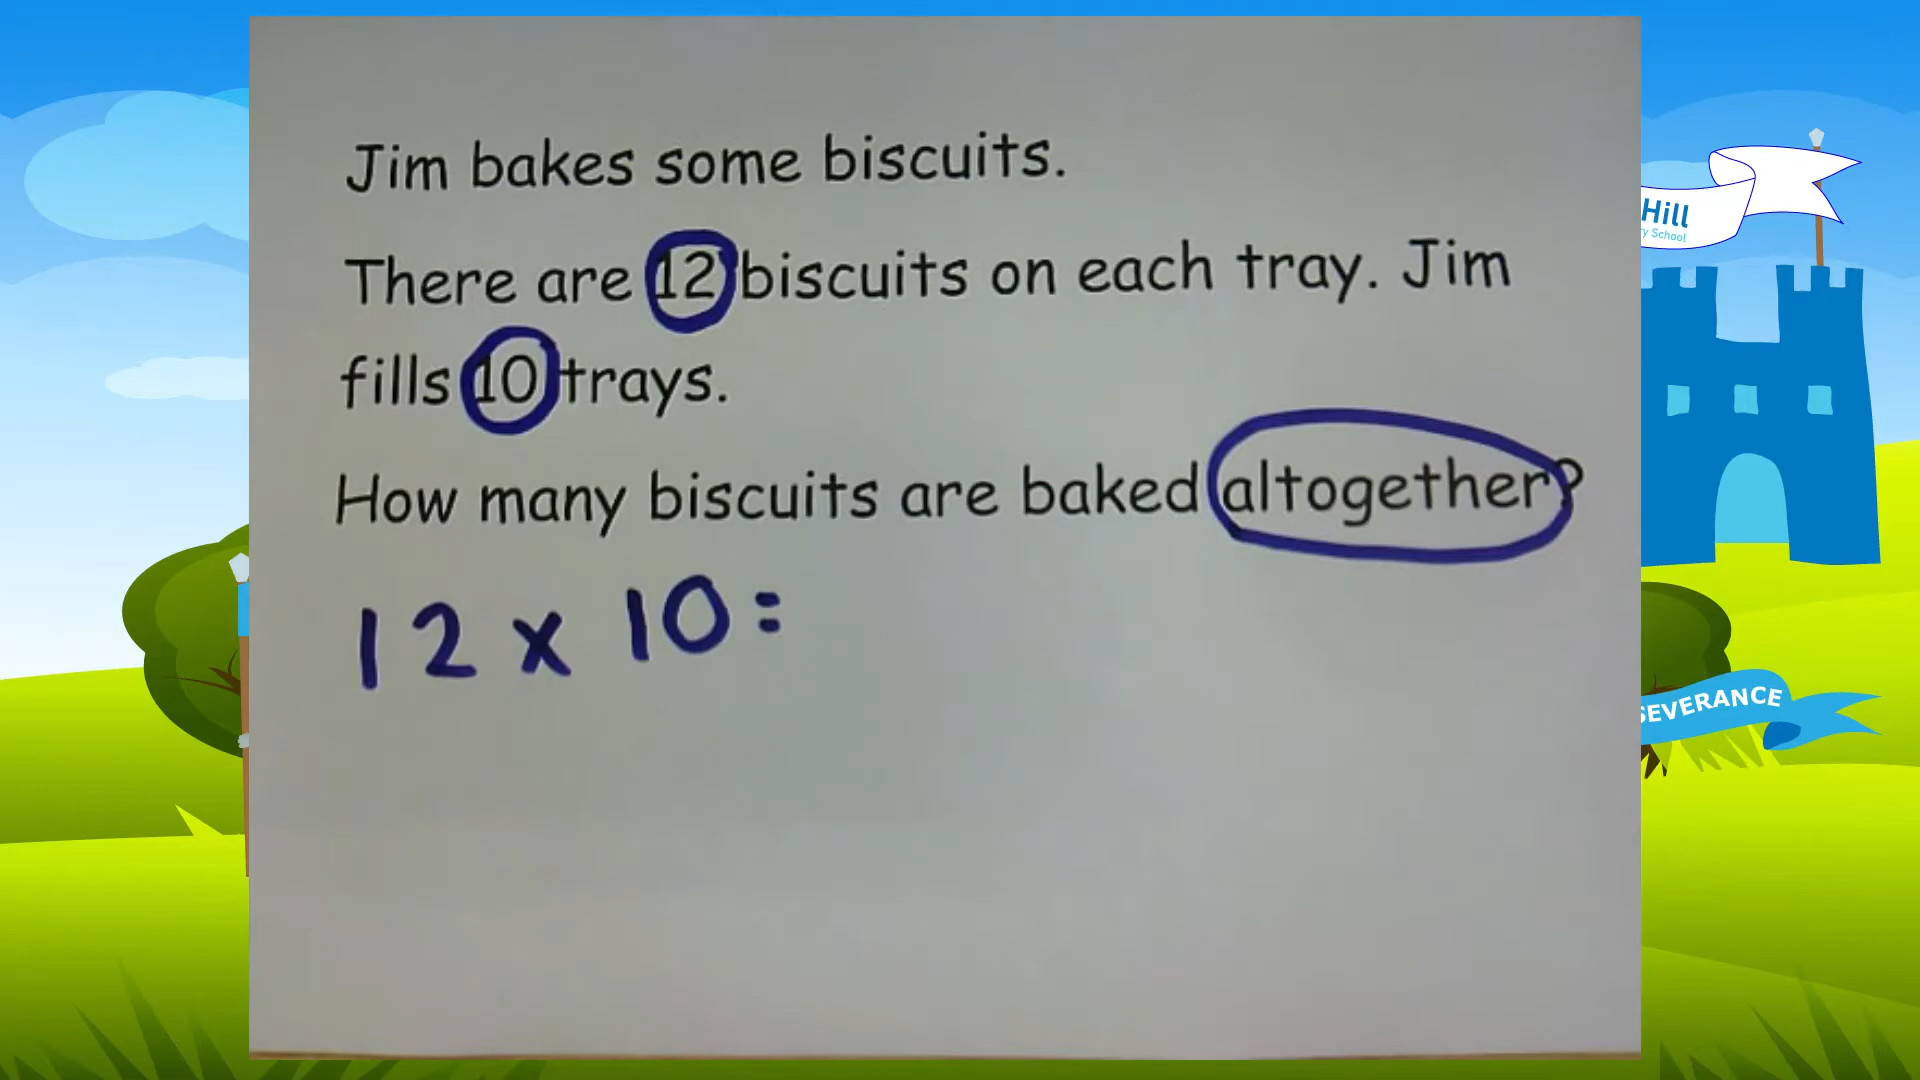 Jim bakes some biscuits.
There are 12 biscuits on each tray. Jim
fills 10 trays.
How many biscuits are baked altogether?
12 x 10 =
Hill
School